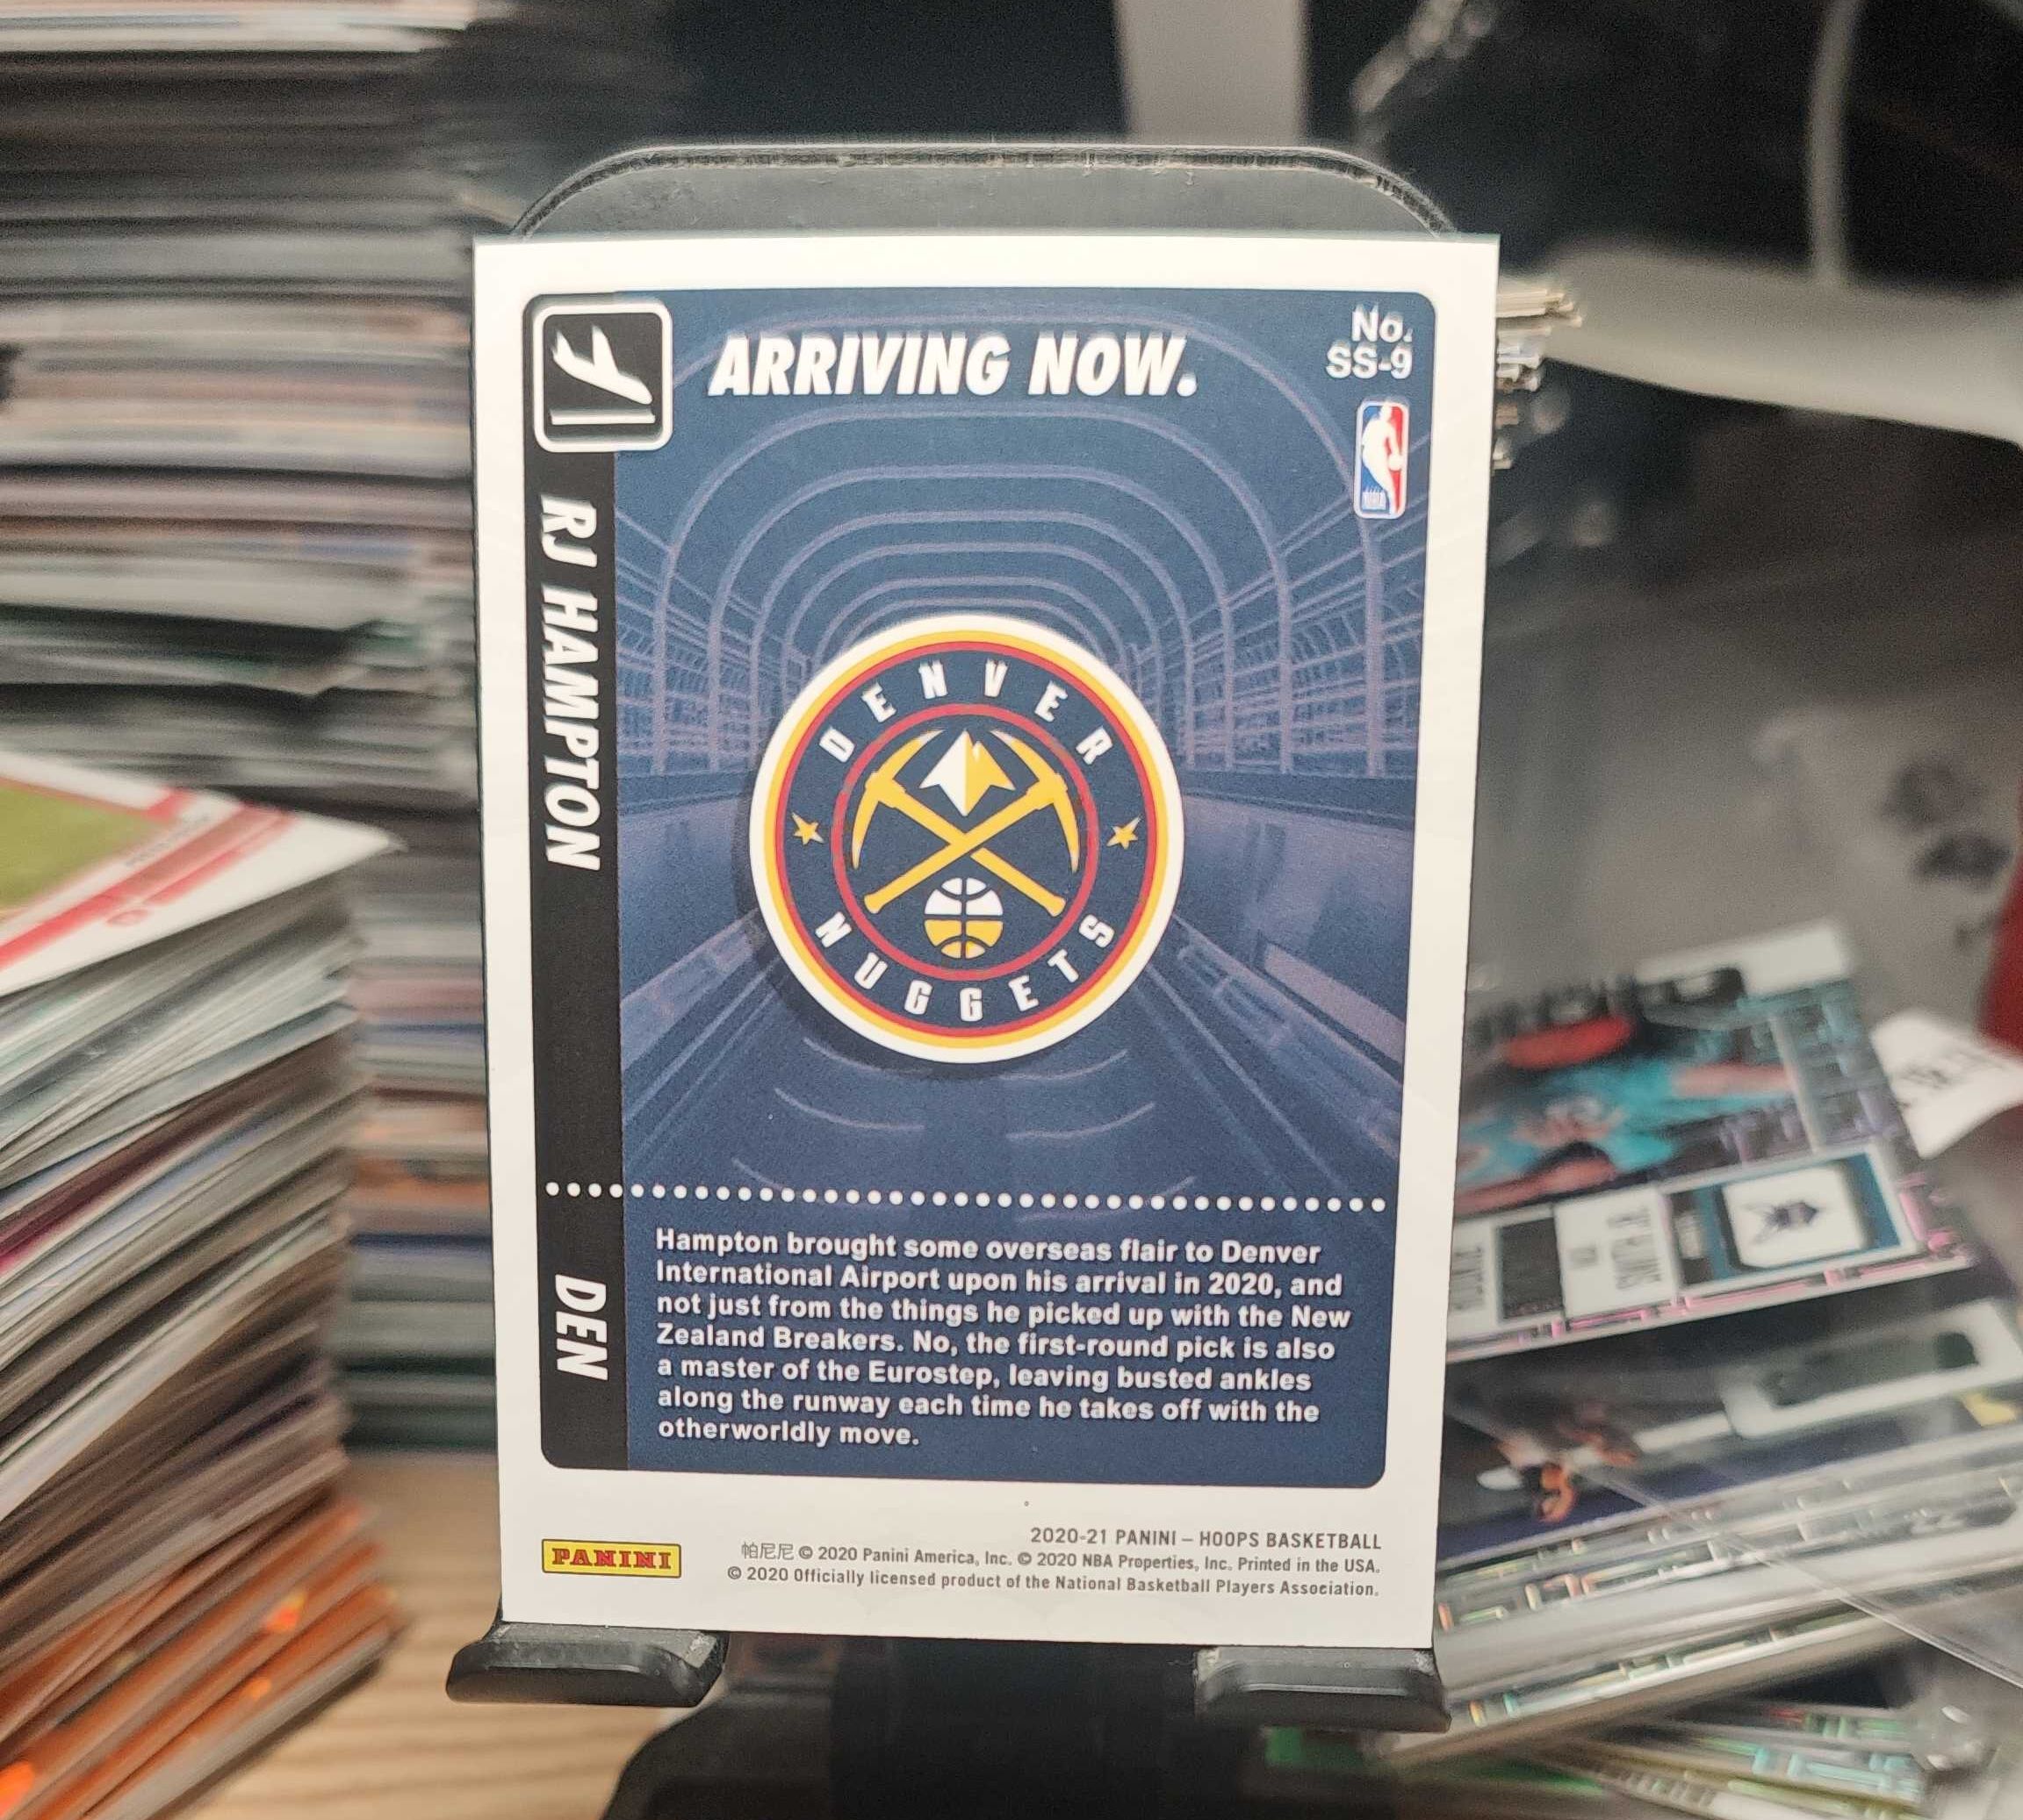 ARRIVING NOW.
No.
SS-9
NBA
RJ HAMPTON
DENVER
NUGGETS
DEN
Hampton brought some overseas flair to Denver
International Airport upon his arrival in 2020, and
not just from the things he picked up with the New
Zealand Breakers. No, the first-round pick is also
a master of the Eurostep, leaving busted ankles
along the runway each time he takes off with the
otherworldly move.
PANINI
2020-21 PANINI – HOOPS BASKETBALL
帕尼尼 © 2020 Panini America, Inc. © 2020 NBA Properties, Inc. Printed in the USA.
© 2020 Officially licensed product of the National Basketball Players Association.